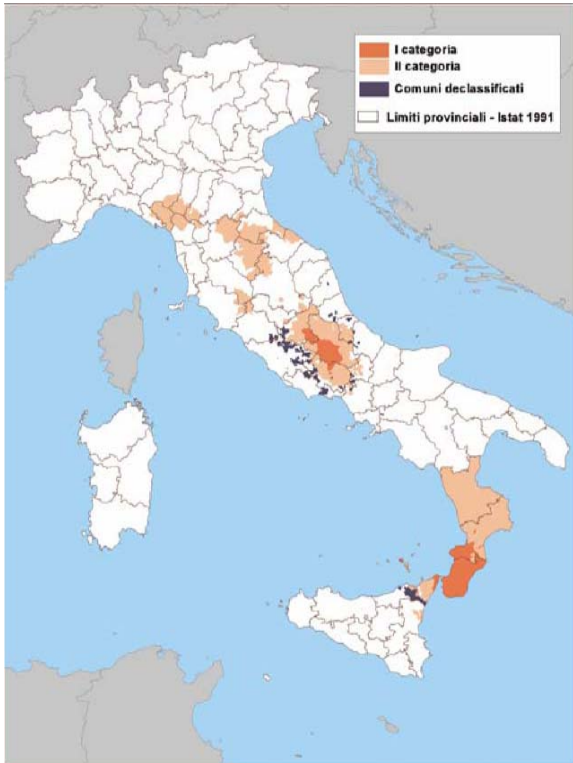 I categoria
II categoria
Comuni declassificati
Limiti provinciali - Istat 1991